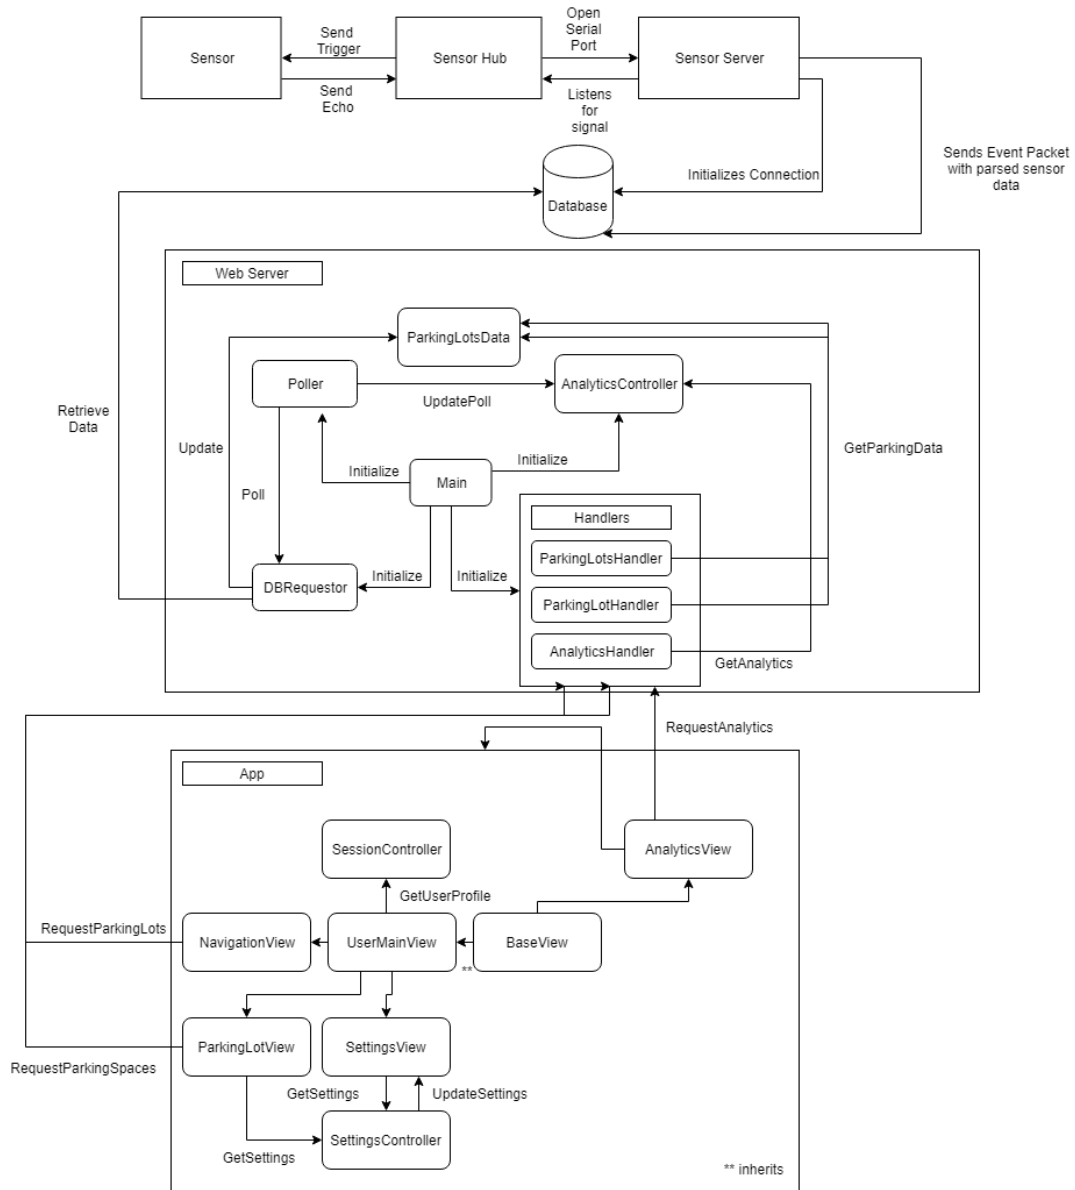 Send
Trigger
Open
Serial
Port
Sensor
Sensor Hub
Sensor Server
Send
Echo
Listens
for
signal
Sends Event Packet
with parsed sensor
data
Initializes Connection
Database
Web Server
ParkingLotsData
Poller
AnalyticsController
UpdatePoll
Retrieve
Data
Update
GetParkingData
Initialize
Initialize
Main
Poll
Handlers
ParkingLotsHandler
DBRequestor
Initialize
Initialize
ParkingLotHandler
AnalyticsHandler
GetAnalytics
RequestAnalytics
App
SessionController
AnalyticsView
GetUserProfile
RequestParkingLots
NavigationView
UserMainView
BaseView
**
ParkingLotView
SettingsView
RequestParkingSpaces
GetSettings
UpdateSettings
SettingsController
GetSettings
** inherits